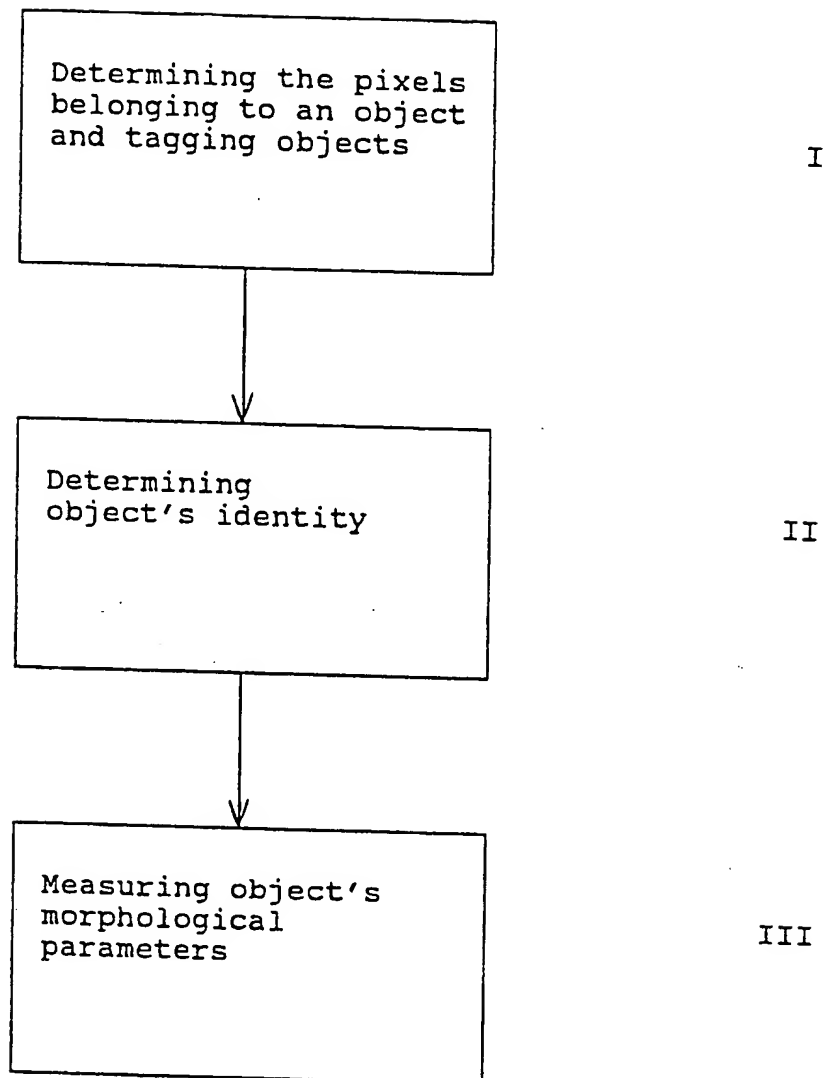 Determining the pixels
belonging to an object
and tagging objects
I
Determining
object's identity
II
Measuring object's
morphological
parameters
III